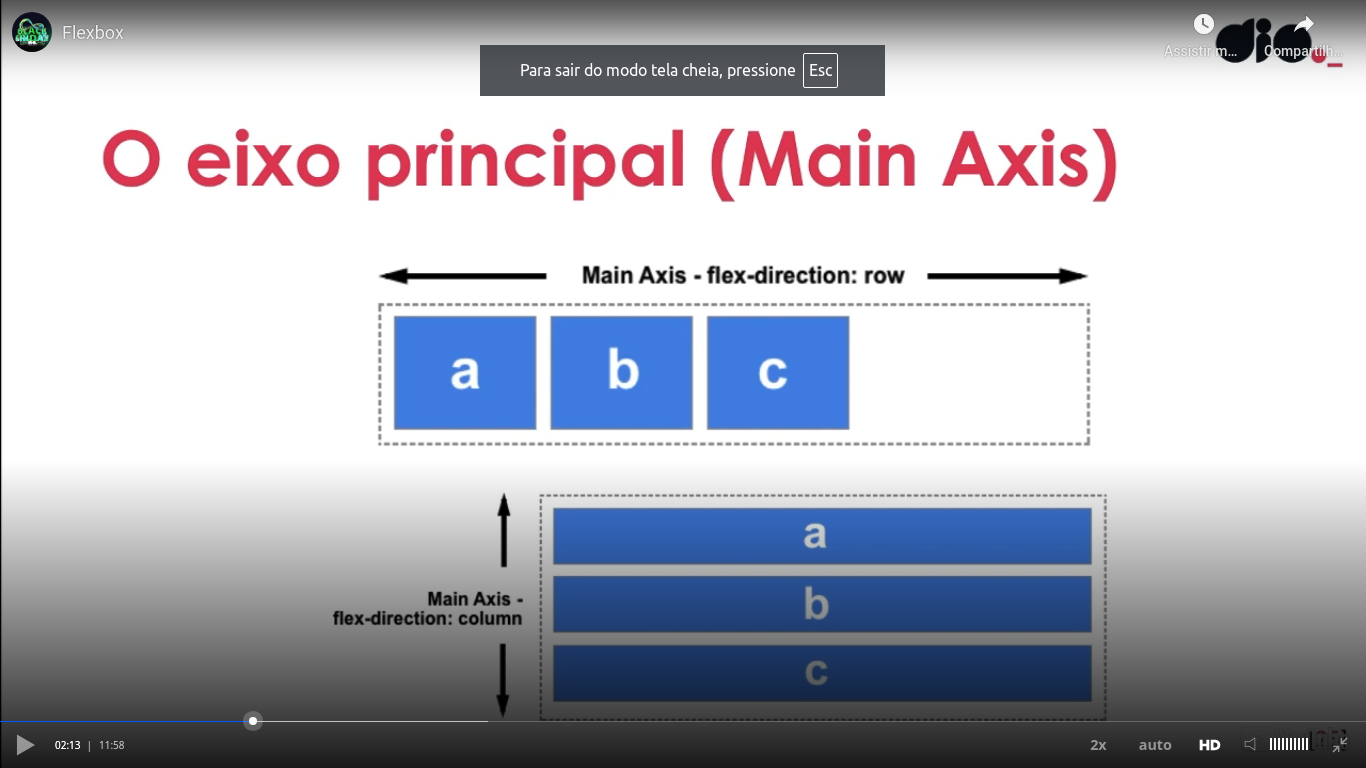 Flexbox
Assistir m...
Compartilh...
dio._
Para sair do modo tela cheia, pressione Esc
O eixo principal (Main Axis)
Main Axis - flex-direction: row
a b c
a
b
c
Main Axis -
flex-direction: column
02:13 | 11:58
2x auto HD